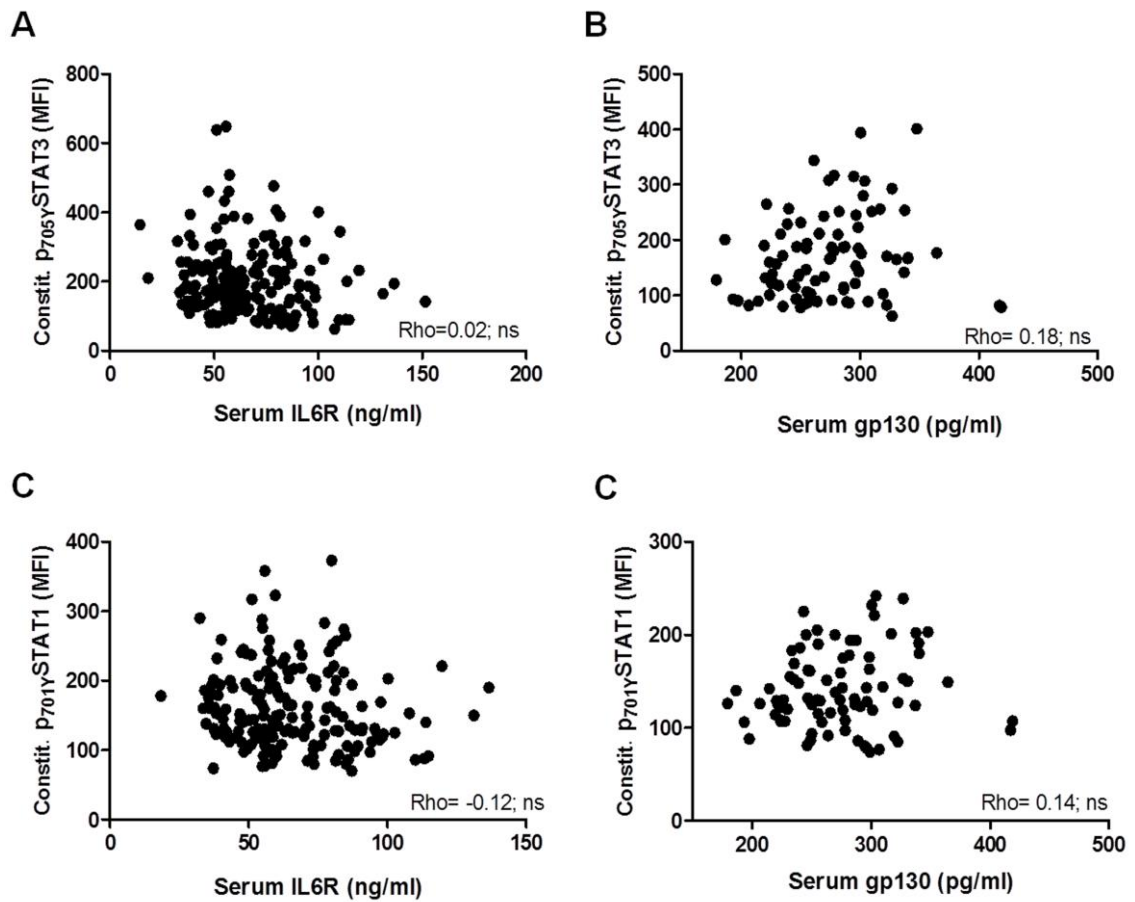 A
Constit. p705YSTAT3 (MFI)
800
600
400
200
0
0
50
100
150
200
Rho=0.02; ns
Serum IL6R (ng/ml)
B
Constit. p705YSTAT3 (MFI)
500
400
300
200
100
0
200
300
400
500
Rho= 0.18; ns
Serum gp130 (pg/ml)
C
Constit. p701YSTAT1 (MFI)
400
300
200
100
0
0
50
100
150
Rho= -0.12; ns
Serum IL6R (ng/ml)
C
Constit. p701YSTAT1 (MFI)
300
200
100
0
200
300
400
500
Rho= 0.14; ns
Serum gp130 (pg/ml)